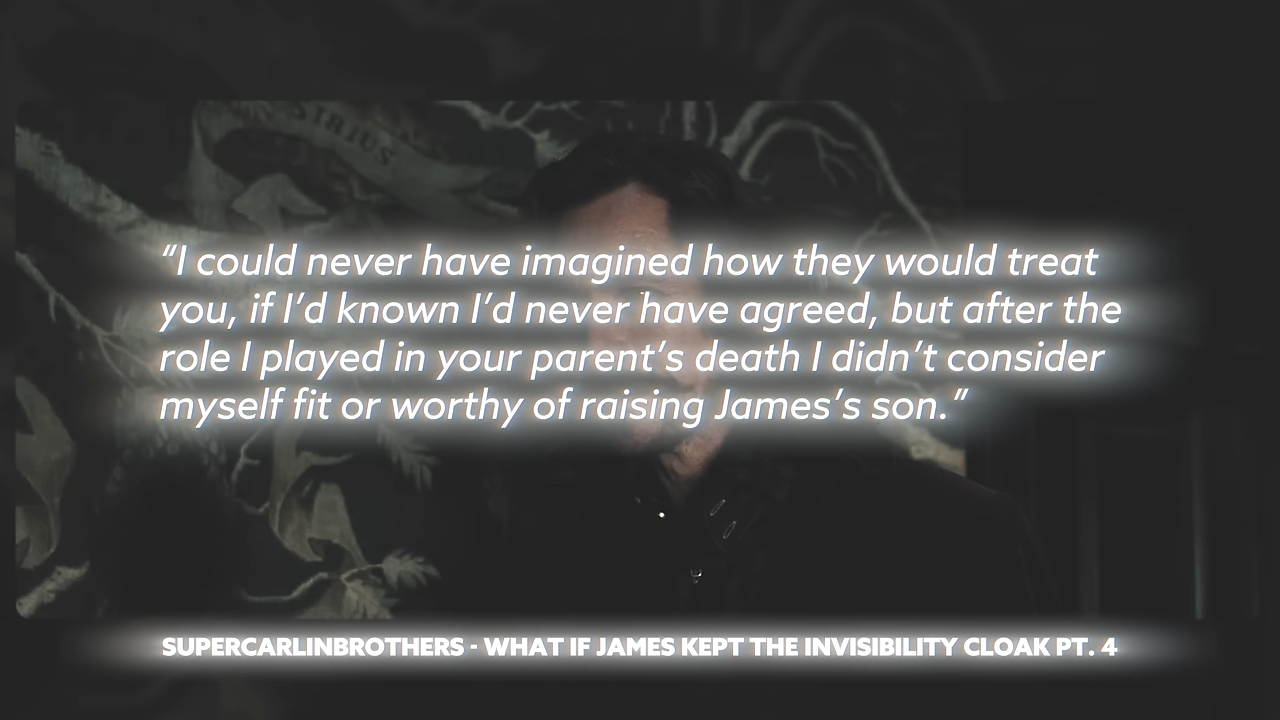 SIRIUS
“I could never have imagined how they would treat
you, if I’d known I’d never have agreed, but after the
role I played in your parent’s death I didn’t consider
myself fit or worthy of raising James’s son.”
SUPERCARLINBROTHERS - WHAT IF JAMES KEPT THE INVISIBILITY CLOAK PT. 4